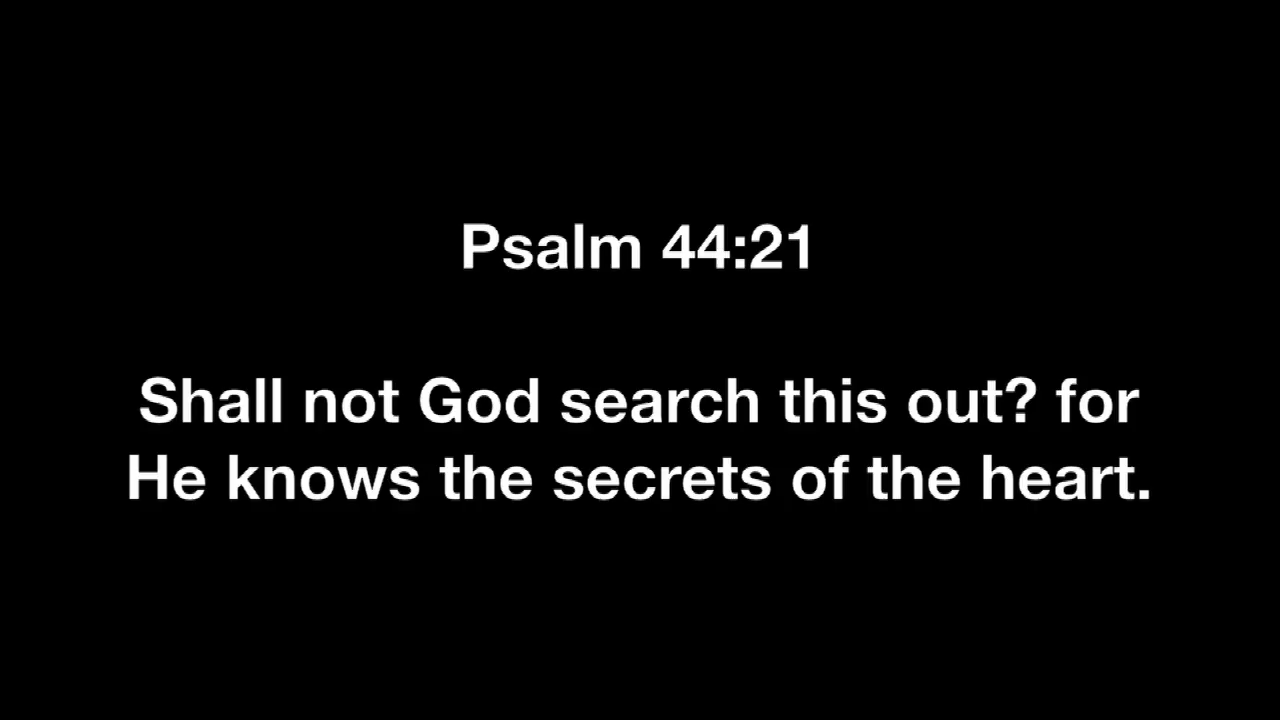 Psalm 44:21
Shall not God search this out? for
He knows the secrets of the heart.